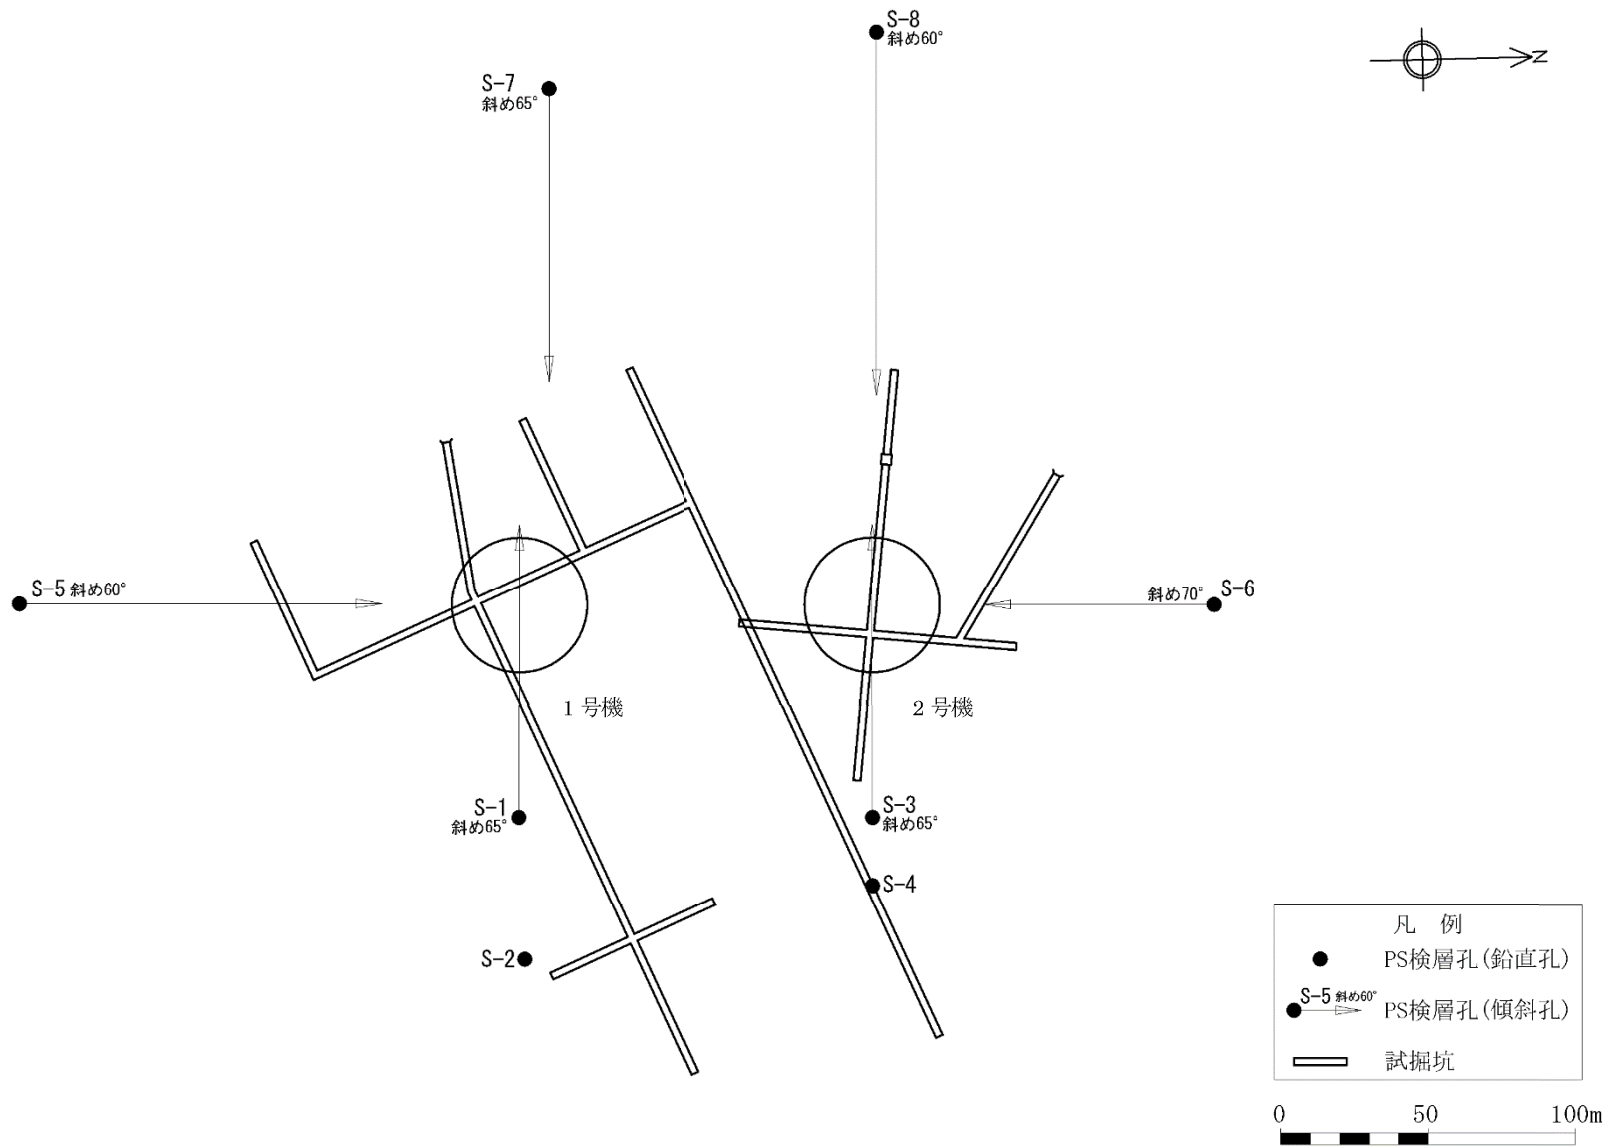 S-8
斜め60°
N
S-7
斜め65°
S-5 斜め60°
斜め70° S-6
1号機
2号機
S-1
斜め65°
S-3
斜め65°
S-4
S-2
凡 例
PS検層孔(鉛直孔)
S-5 斜め60°
PS検層孔(傾斜孔)
試掘坑
0 50 100m